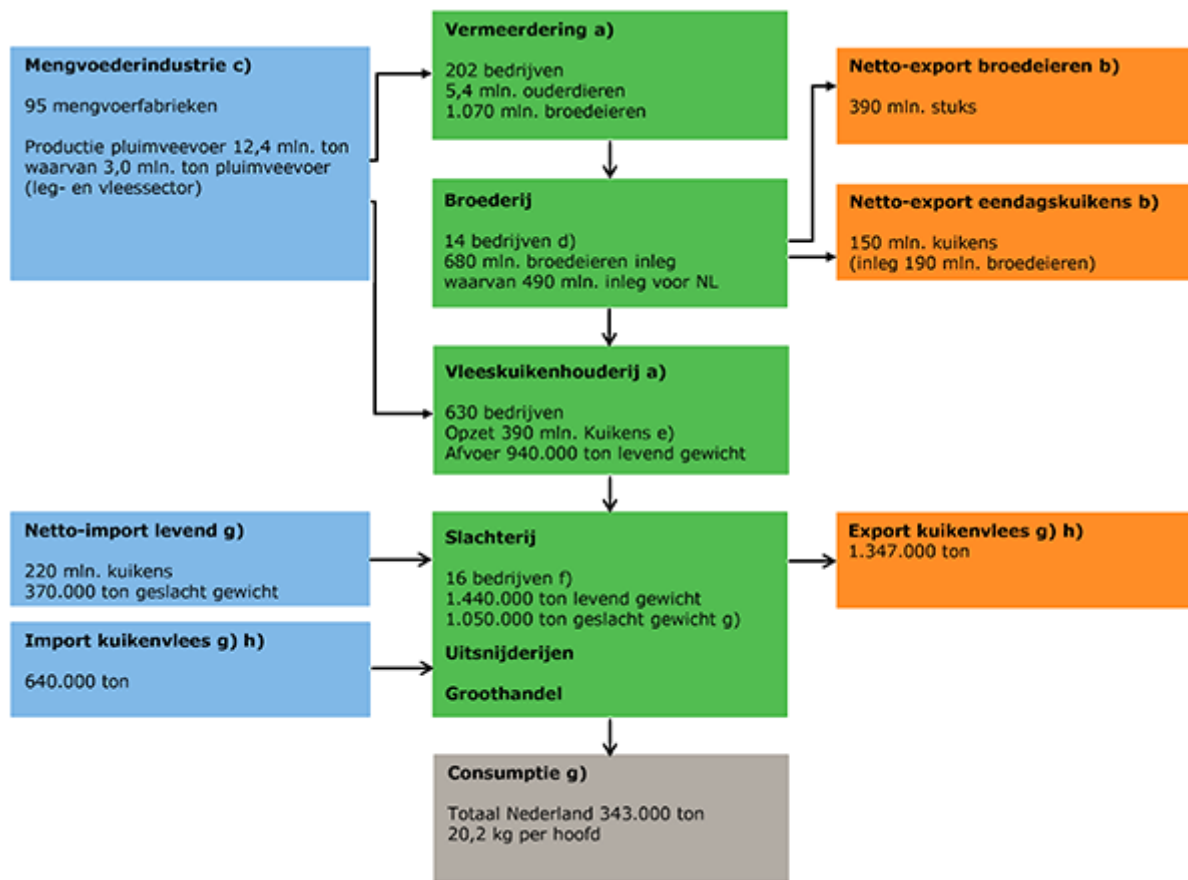 Vermeerdering a)
202 bedrijven
5,4 mln. ouderdieren
1.070 mln. broedeieren
Mengvoederindustrie c)
95 mengvoerfabrieken
Productie pluimveevoer 12,4 mln. ton
waarvan 3,0 mln. ton pluimveevoer
(leg- en vleessector)
Netto-export broedeieren b)
390 mln. stuks
Broederij
14 bedrijven d)
680 mln. broedeieren inleg
waarvan 490 mln. inleg voor NL
Netto-export eendagskuikens b)
150 mln. kuikens
(inleg 190 mln. broedeieren)
Vleeskuikenhouderij a)
630 bedrijven
Opzet 390 mln. Kuikens e)
Afvoer 940.000 ton levend gewicht
Netto-import levend g)
220 mln. kuikens
370.000 ton geslacht gewicht
Slachterij
16 bedrijven f)
1.440.000 ton levend gewicht
1.050.000 ton geslacht gewicht g)
Uitsnijderijen
Groothandel
Export kuikenvlees g) h)
1.347.000 ton
Import kuikenvlees g) h)
640.000 ton
Consumptie g)
Totaal Nederland 343.000 ton
20,2 kg per hoofd